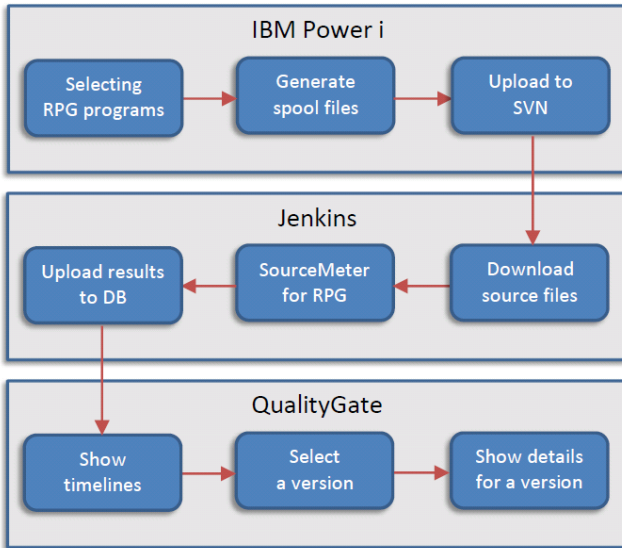 IBM Power i
Selecting
RPG programs
Generate
spool files
Upload to
SVN
Jenkins
Upload results
to DB
SourceMeter
for RPG
Download
source files
QualityGate
Show
timelines
Select
a version
Show details
for a version